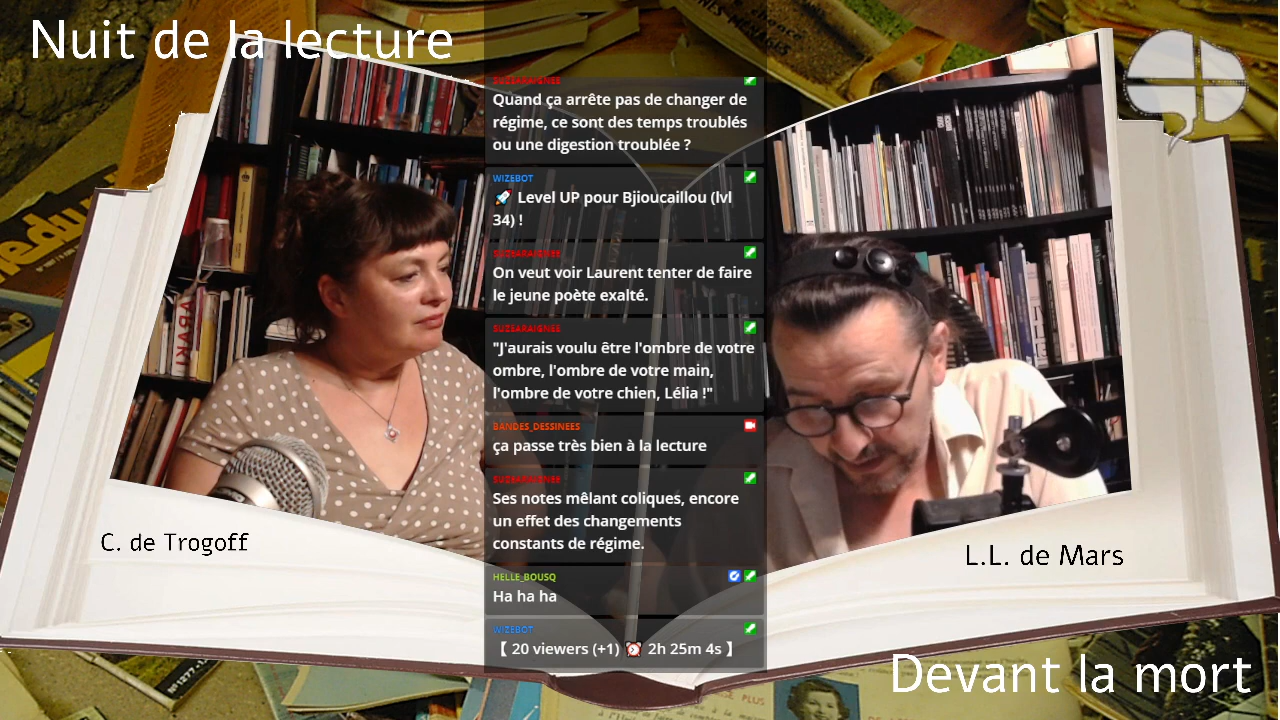 Nuit de la lecture
SUZEARAIGNEE
Quand ça arrête pas de changer de
régime, ce sont des temps troublés
ou une digestion troublée ?
WIZEBOT
🚀 Level UP pour Bjioucaillou (lvl
34) !
SUZEARAIGNEE
On veut voir Laurent tenter de faire
le jeune poète exalté.
SUZEARAIGNEE
"J'aurais voulu être l'ombre de votre
ombre, l'ombre de votre main,
l'ombre de votre chien, Lélia !"
BANDES_DESSINEES
ça passe très bien à la lecture
SUZEARAIGNEE
Ses notes mêlant coliques, encore
un effet des changements
constants de régime.
HELLE_BOUSQ
Ha ha ha
WIZEBOT
【 20 viewers (+1) ⏰ 2h 25m 4s 】
C. de Trogoff
L.L. de Mars
Devant la mort